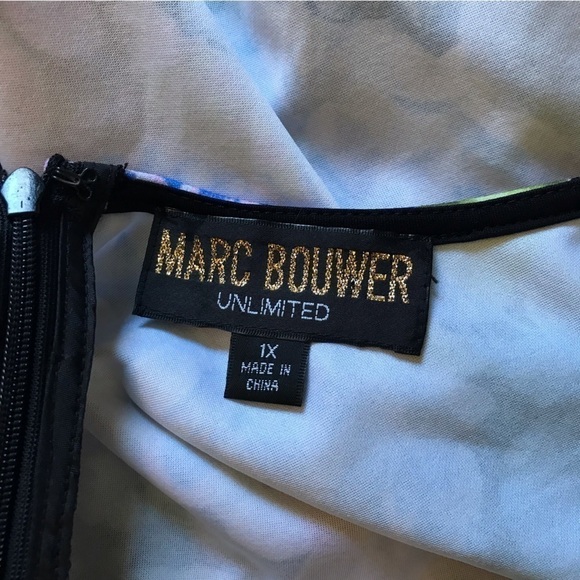 MARC BOUWER
UNLIMITED
1X
MADE IN
CHINA